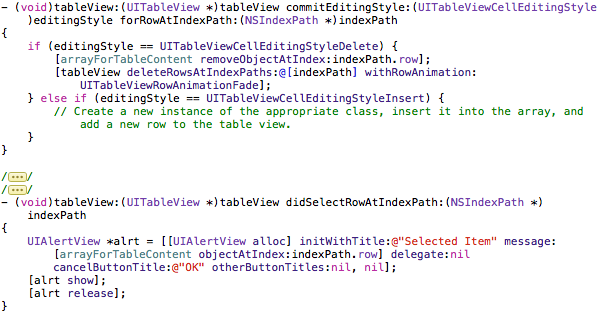 - (void)tableView:(UITableView *)tableView commitEditingStyle:(UITableViewCellEditingStyle
)editingStyle forRowAtIndexPath:(NSIndexPath *)indexPath
{
if (editingStyle == UITableViewCellEditingStyleDelete) {
[arrayForTableContent removeObjectAtIndex:indexPath.row];
[tableView deleteRowsAtIndexPaths:@[indexPath] withRowAnimation:
UITableViewRowAnimationFade];
} else if (editingStyle == UITableViewCellEditingStyleInsert) {
// Create a new instance of the appropriate class, insert it into the array, and
add a new row to the table view.
}
}
/•••/
/•••/
- (void)tableView:(UITableView *)tableView didSelectRowAtIndexPath:(NSIndexPath *)
indexPath
{
UIAlertView *alrt = [[UIAlertView alloc] initWithTitle:@"Selected Item" message:
[arrayForTableContent objectAtIndex:indexPath.row] delegate:nil
cancelButtonTitle:@"OK" otherButtonTitles:nil, nil];
[alrt show];
[alrt release];
}